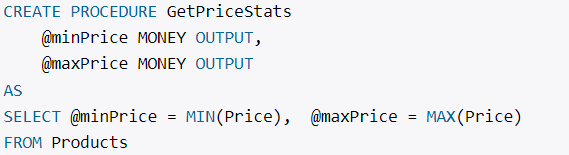 CREATE PROCEDURE GetPriceStats
    @minPrice MONEY OUTPUT,
    @maxPrice MONEY OUTPUT
AS
SELECT @minPrice = MIN(Price),  @maxPrice = MAX(Price)
FROM Products